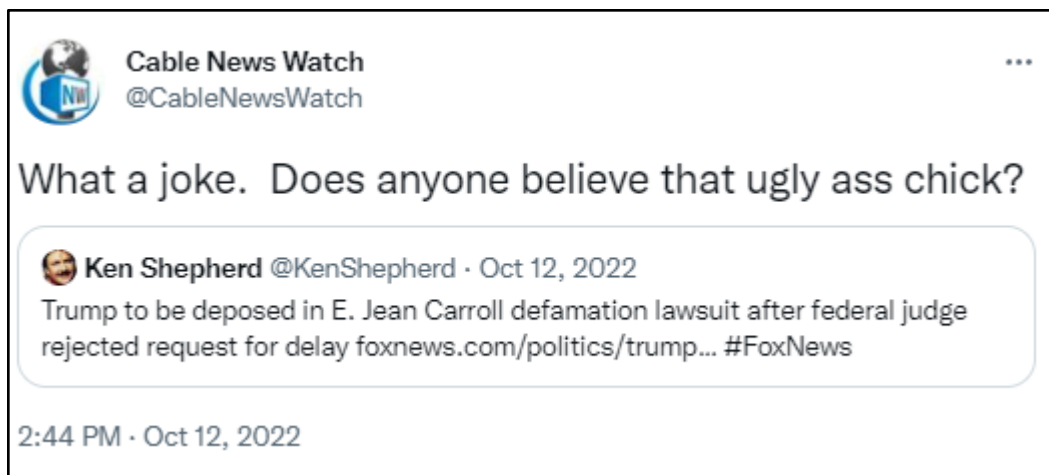 Cable News Watch
@CableNewsWatch
What a joke.  Does anyone believe that ugly ass chick?
Ken Shepherd @KenShepherd · Oct 12, 2022
Trump to be deposed in E. Jean Carroll defamation lawsuit after federal judge
rejected request for delay foxnews.com/politics/trump... #FoxNews
2:44 PM · Oct 12, 2022
NW